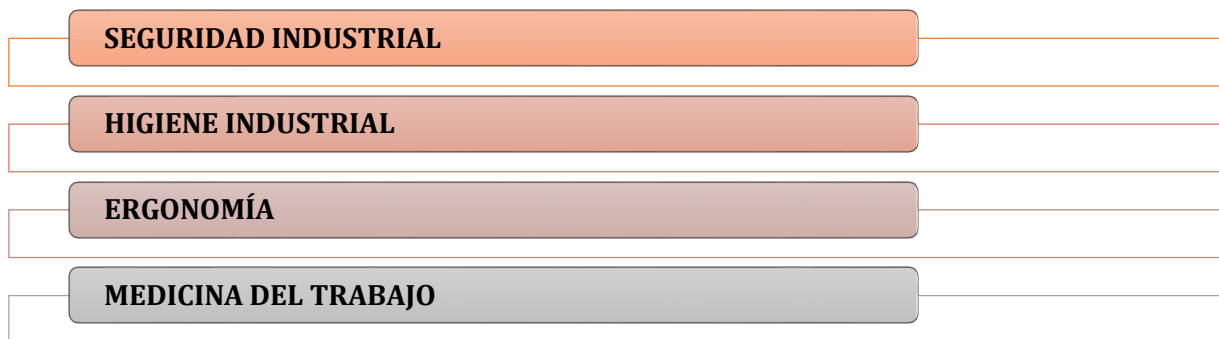 SEGURIDAD INDUSTRIAL
HIGIENE INDUSTRIAL
ERGONOMÍA
MEDICINA DEL TRABAJO